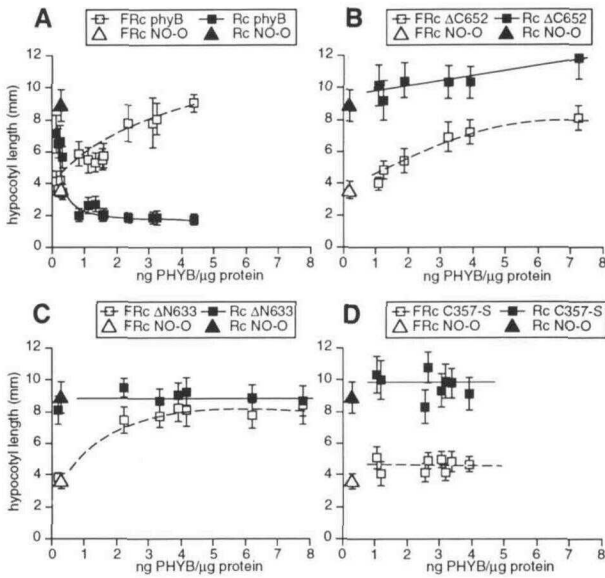 A
FRc phyB Rc phyB
FRc NO-O Rc NO-O
B
FRc ΔC652 Rc ΔC652
FRc NO-O Rc NO-O
hypocotyl length (mm)
12
10
8
6
4
2
0
0 1 2 3 4 5 6 7 8
ng PHYB/μg protein
12
10
8
6
4
2
0
0 1 2 3 4 5 6 7 8
ng PHYB/μg protein
C
FRc ΔN633 Rc ΔN633
FRc NO-O Rc NO-O
D
FRc C357-S Rc C357-S
FRc NO-O Rc NO-O
hypocotyl length (mm)
12
10
8
6
4
2
0
0 1 2 3 4 5 6 7 8
ng PHYB/μg protein
12
10
8
6
4
2
0
0 1 2 3 4 5 6 7 8
ng PHYB/μg protein